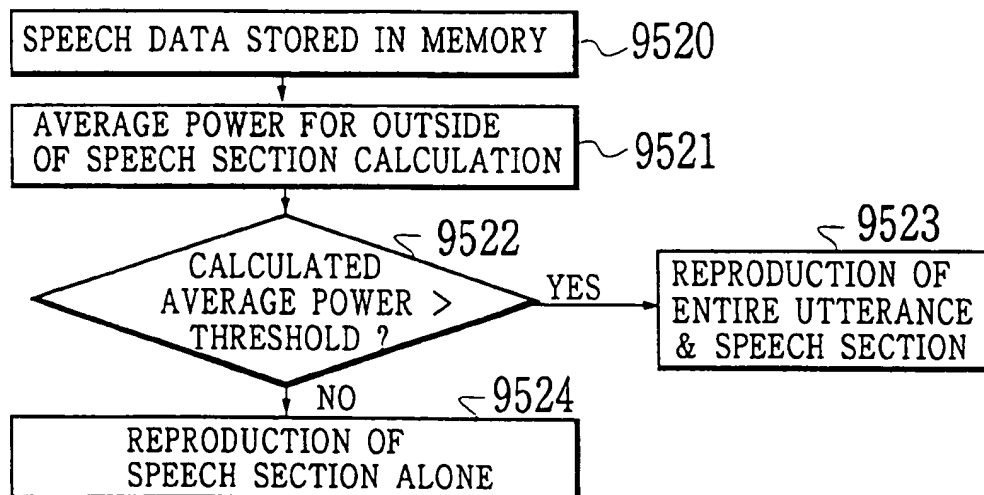 SPEECH DATA STORED IN MEMORY
9520
AVERAGE POWER FOR OUTSIDE
OF SPEECH SECTION CALCULATION
9521
9522
CALCULATED
AVERAGE POWER >
THRESHOLD ?
YES
9523
REPRODUCTION OF
ENTIRE UTTERANCE
& SPEECH SECTION
NO
9524
REPRODUCTION OF
SPEECH SECTION ALONE